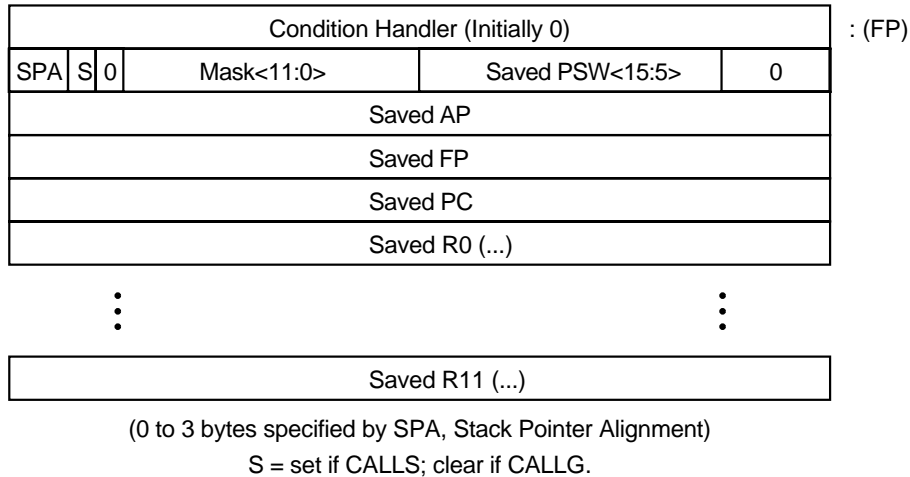 Condition Handler (Initially 0) : (FP)
SPA S 0 Mask<11:0> Saved PSW<15:5> 0
Saved AP
Saved FP
Saved PC
Saved R0 (...)
Saved R11 (...)
(0 to 3 bytes specified by SPA, Stack Pointer Alignment)
S = set if CALLS; clear if CALLG.